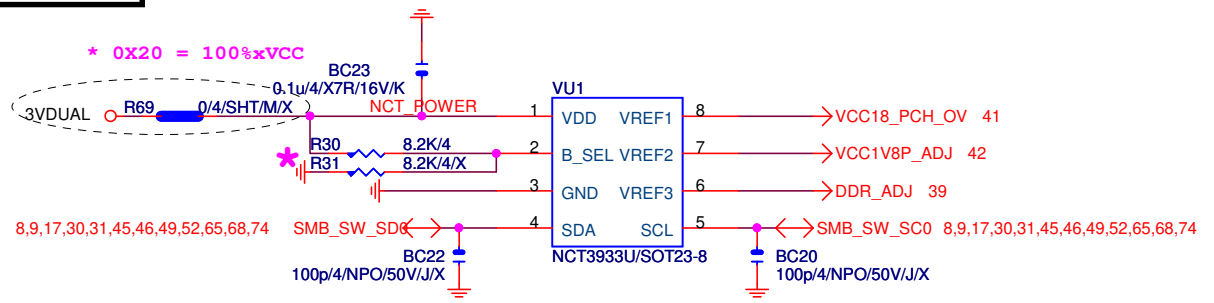 * 0X20 = 100%xVCC
BC23
0.1u/4/X7R/16V/K
3VDUAL
R69
0/4/SHT/M/X
NCT_POWER
VU1
1 VDD VREF1 8
VCC18_PCH_OV 41
R30 8.2K/4
*
R31 8.2K/4/X
2 B_SEL VREF2 7
VCC1V8P_ADJ 42
3 GND VREF3 6
DDR_ADJ 39
8,9,17,30,31,45,46,49,52,65,68,74 SMB_SW_SD0
4 SDA SCL 5
SMB_SW_SC0 8,9,17,30,31,45,46,49,52,65,68,74
BC22
100p/4/NPO/50V/J/X
NCT3933U/SOT23-8
BC20
100p/4/NPO/50V/J/X